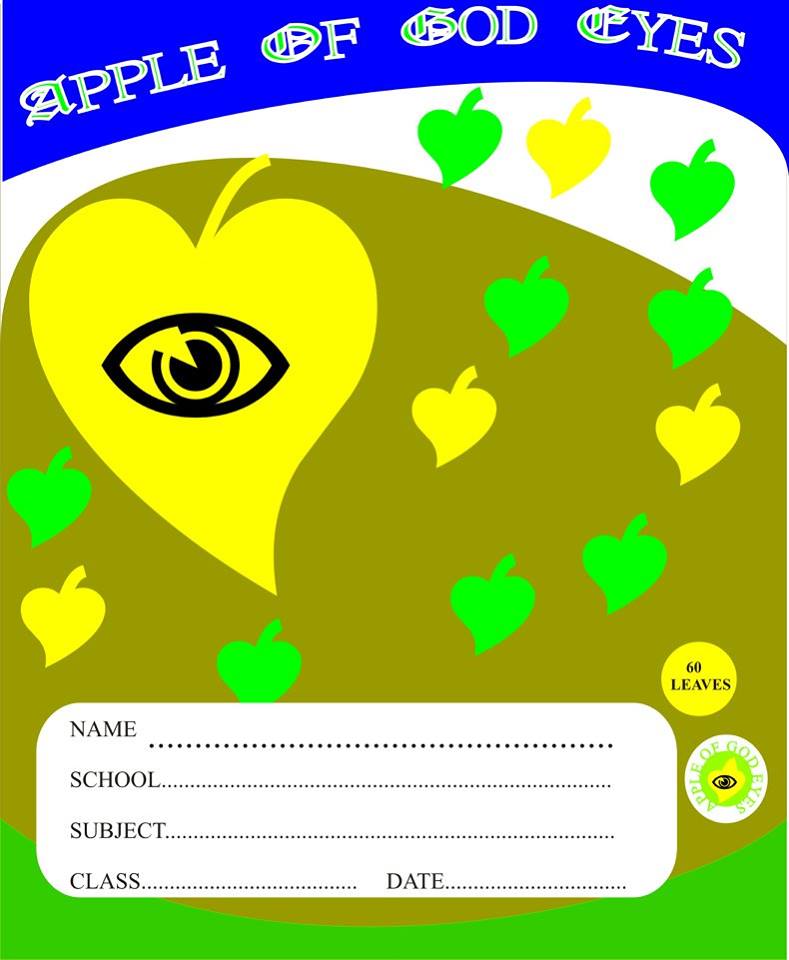 APPLE OF GOD EYES
60
LEAVES
NAME ....................................................
APPLE OF GOD EYES
SCHOOL..............................................................................
SUBJECT..............................................................................
CLASS..................................... DATE...............................